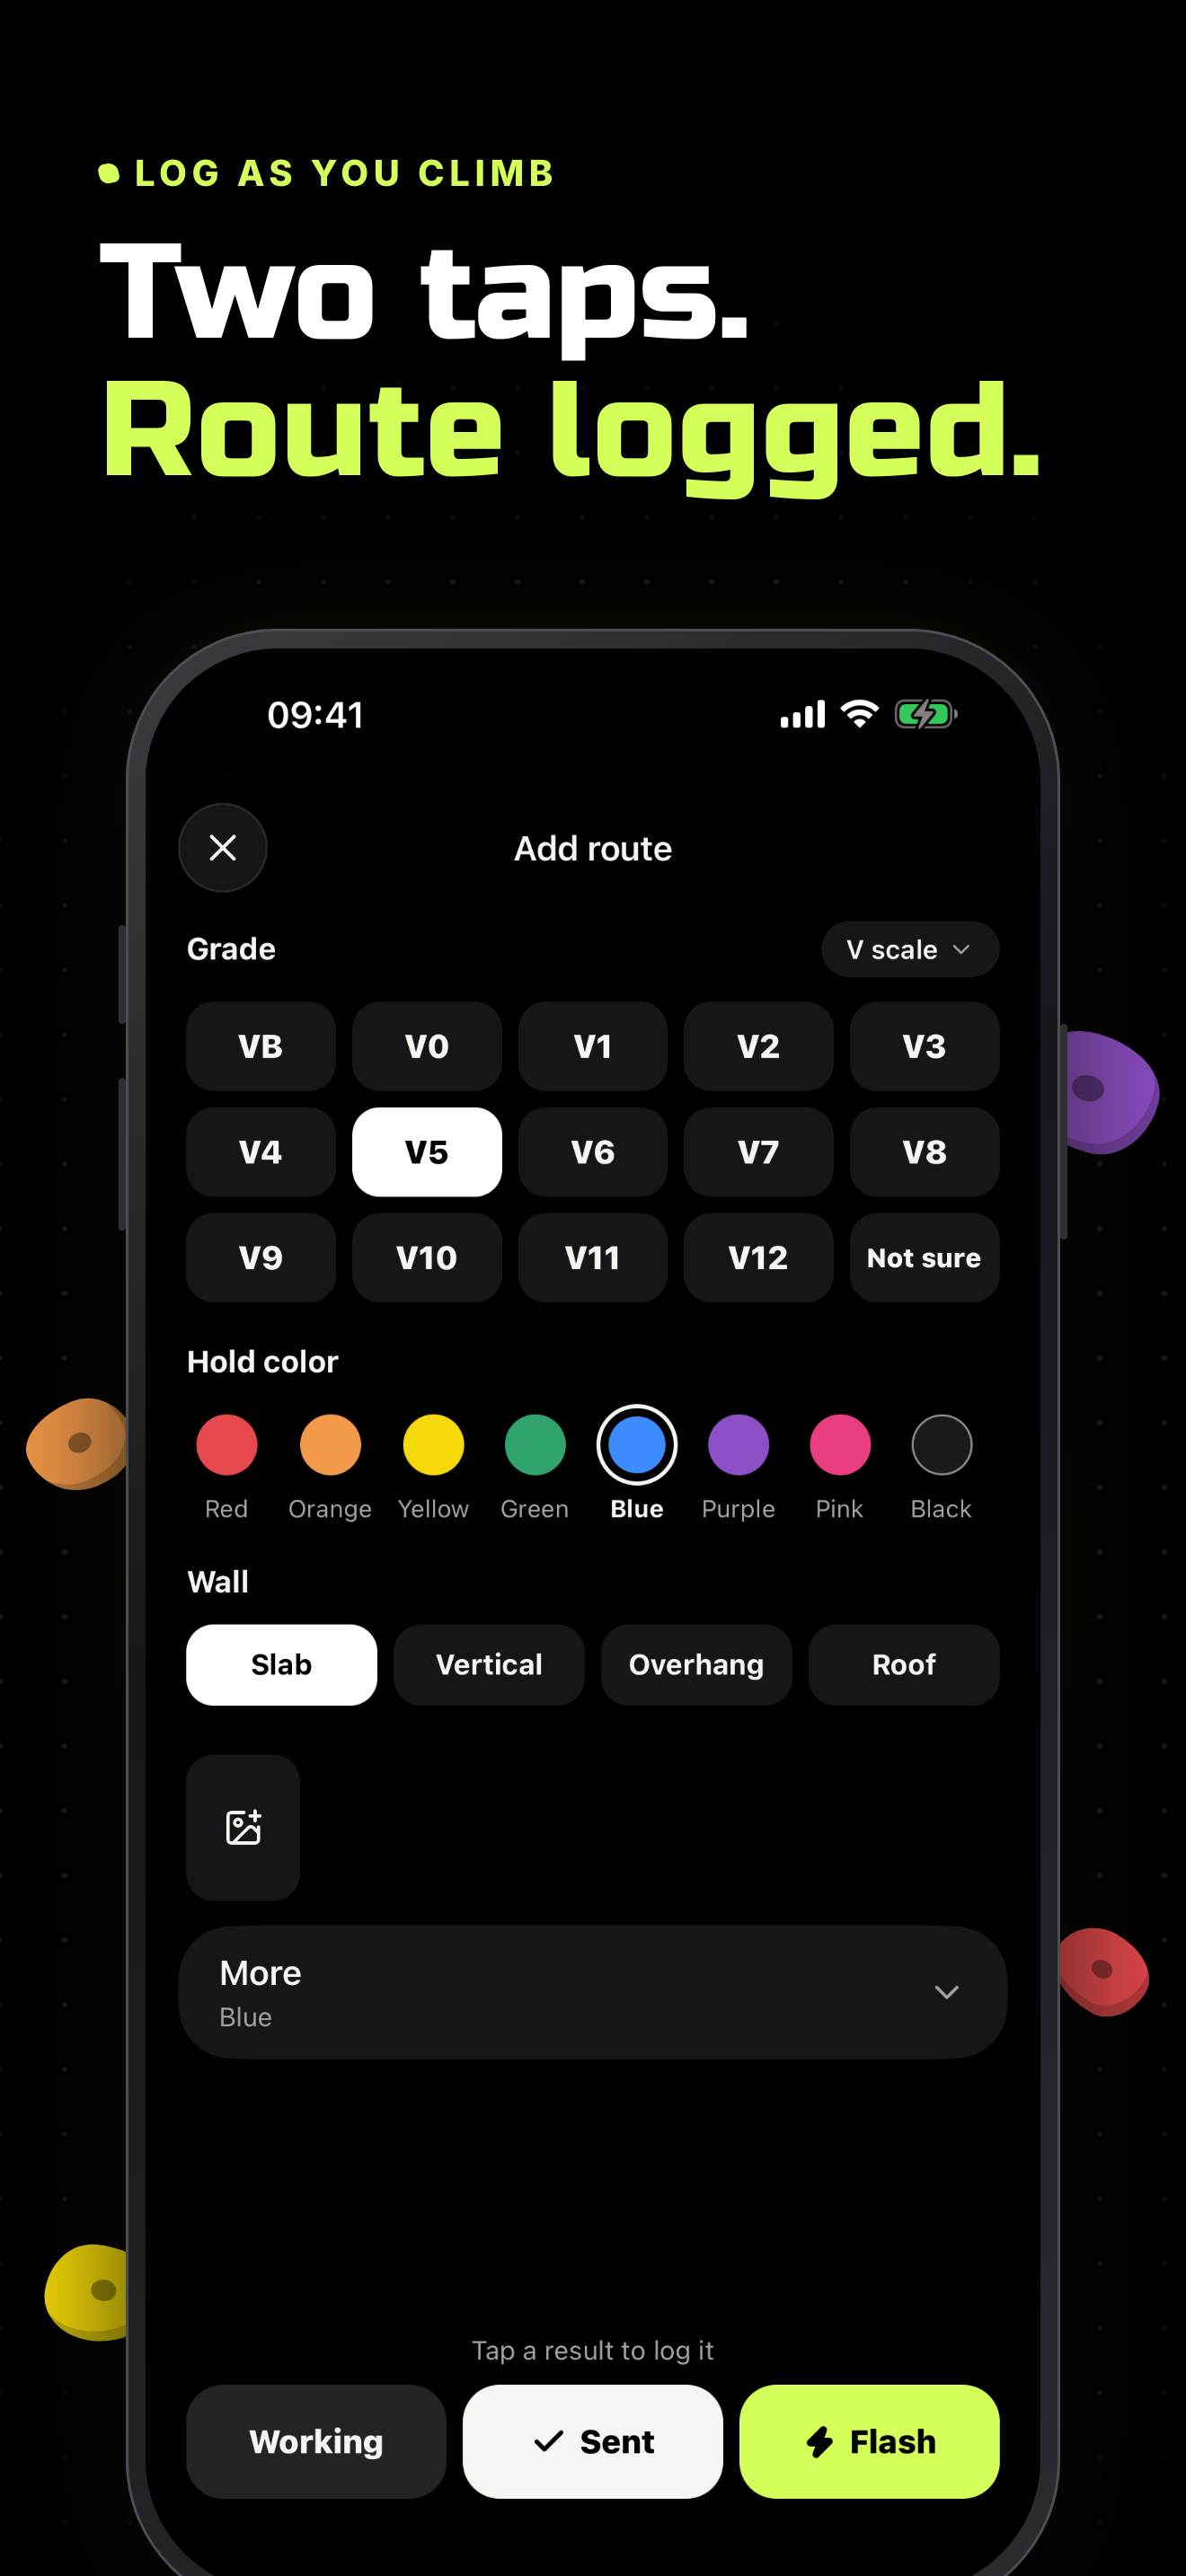 LOG AS YOU CLIMB
Two taps.
Route logged.
09:41
Add route
Grade
V scale
VB V0 V1 V2 V3
V4 V5 V6 V7 V8
V9 V10 V11 V12 Not sure
Hold color
Red Orange Yellow Green Blue Purple Pink Black
Wall
Slab Vertical Overhang Roof
More
Blue
Tap a result to log it
Working Sent Flash